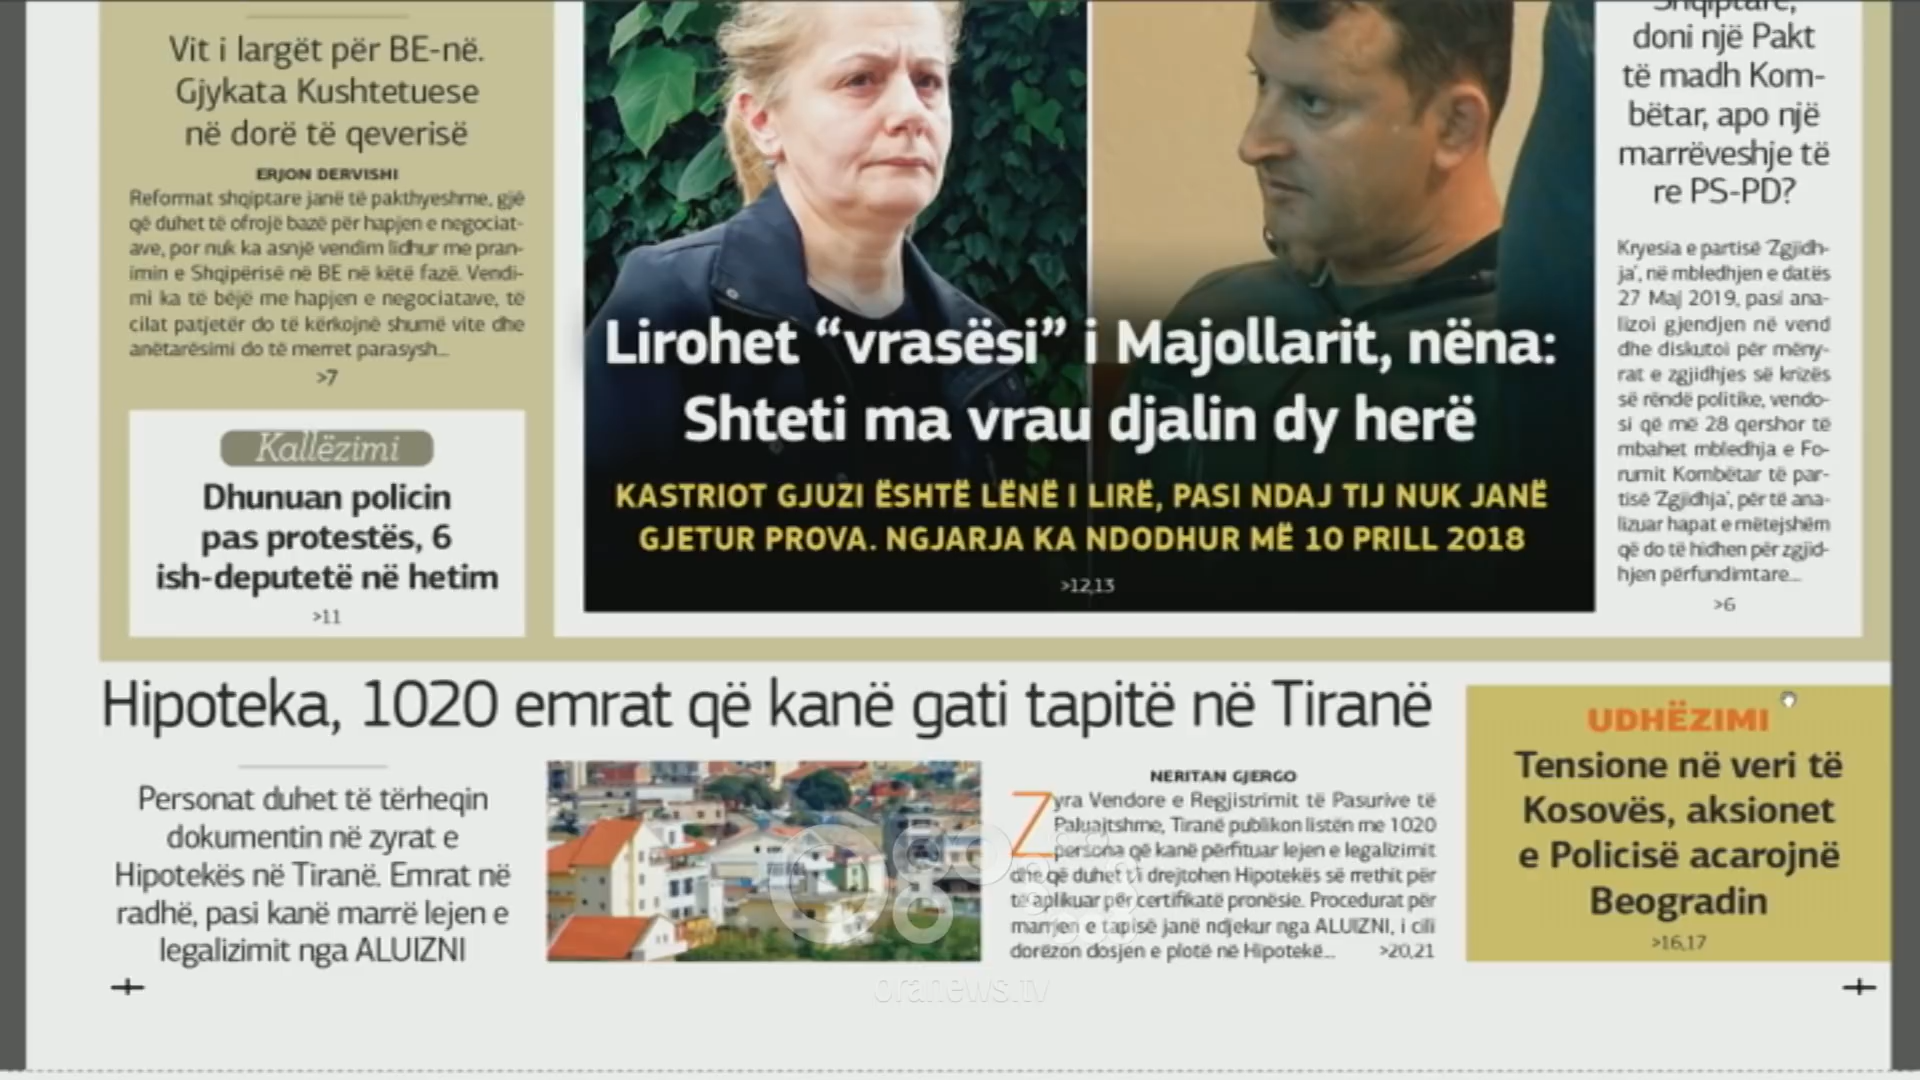 Vit i largët për BE-në.
Gjykata Kushtetuese
në dorë të qeverisë
ERJON DERVISHI
Reformat shqiptare janë të pakthyeshme, gjë
që duhet të ofrojë bazë për hapjen e negociat-
ave, por nuk ka asnjë vendim lidhur me pran-
imin e Shqipërisë në BE në këtë fazë. Vendi-
mi ka të bëjë me hapjen e negociatave, të
cilat patjetër do të kërkojnë shumë vite dhe
anëtarësimi do të merret parasysh...
>7
Kallëzimi
Dhunuan policin
pas protestës, 6
ish-deputetë në hetim
>11
Lirohet “vrasësi” i Majollarit, nëna:
Shteti ma vrau djalin dy herë
KASTRIOT GJUZI ËSHTË LËNË I LIRË, PASI NDAJ TIJ NUK JANË
GJETUR PROVA. NGJARJA KA NDODHUR MË 10 PRILL 2018
>12,13
Shqiptarë,
doni një Pakt
të madh Kom-
bëtar, apo një
marrëveshje të
re PS-PD?
Kryesia e partisë ‘Zgjidh-
ja’, në mbledhjen e datës
27 Maj 2019, pasi ana-
lizoi gjendjen në vend
dhe diskutoi për mëny-
rat e zgjidhjes së krizës
së rëndë politike, vendo-
si që më 28 qershor të
mbahet mbledhja e Fo-
rumit Kombëtar të par-
tisë ‘Zgjidhja’, për të ana-
lizuar hapat e mëtejshëm
që do të hidhen për zgjid-
hjen përfundimtare...
>6
Hipoteka, 1020 emrat që kanë gati tapitë në Tiranë
Personat duhet të tërheqin
dokumentin në zyrat e
Hipotekës në Tiranë. Emrat në
radhë, pasi kanë marrë lejen e
legalizimit nga ALUIZNI
NERITAN GJERGO
Zyra Vendore e Regjistrimit të Pasurive të
Paluajtshme, Tiranë publikon listën me 1020
persona që kanë përfituar lejen e legalizimit
dhe që duhet t’i drejtohen Hipotekës së rrethit për
të aplikuar për certifikatë pronësie. Procedurat për
marrjen e tapisë janë ndjekur nga ALUIZNI, i cili
dorëzon dosjen e plotë në Hipotekë... >20,21
UDHËZIMI
Tensione në veri të
Kosovës, aksionet
e Policisë acarojnë
Beogradin
>16,17
oranews.tv